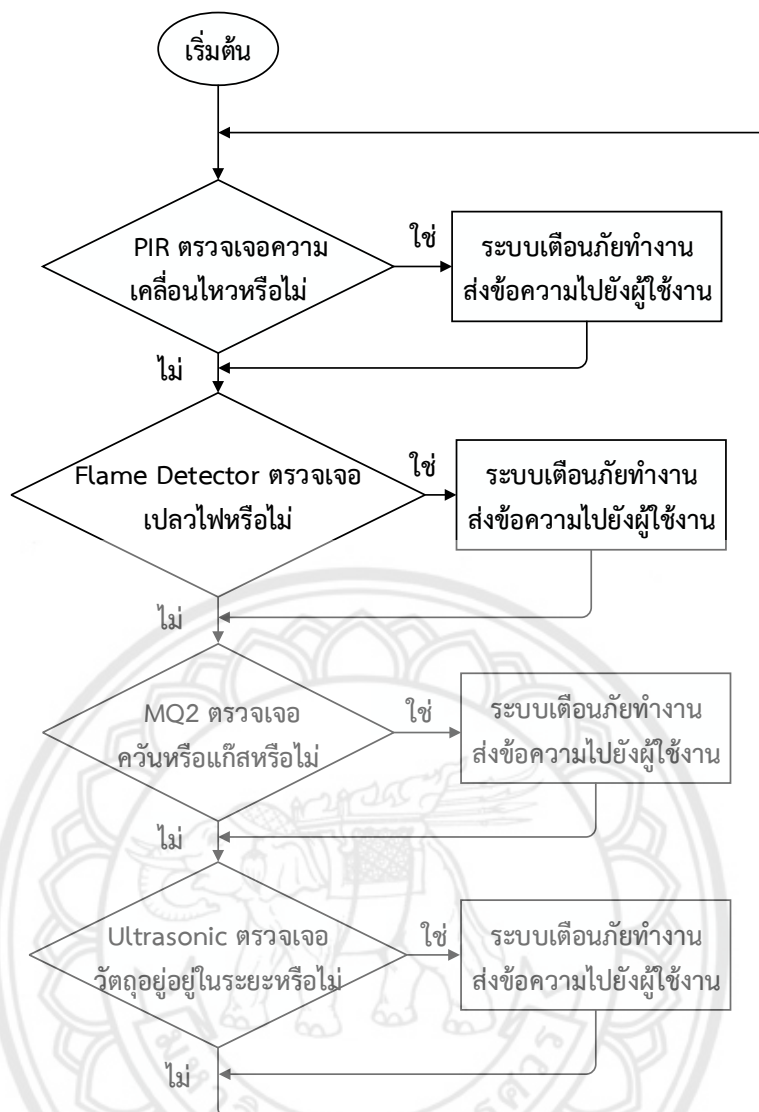 เริ่มต้น
PIR ตรวจเจอความ
เคลื่อนไหวหรือไม่
ใช่
ระบบเตือนภัยทำงาน
ส่งข้อความไปยังผู้ใช้งาน
ไม่
Flame Detector ตรวจเจอ
เปลวไฟหรือไม่
ใช่
ระบบเตือนภัยทำงาน
ส่งข้อความไปยังผู้ใช้งาน
ไม่
MQ2 ตรวจเจอ
ควันหรือแก๊สหรือไม่
ใช่
ระบบเตือนภัยทำงาน
ส่งข้อความไปยังผู้ใช้งาน
ไม่
Ultrasonic ตรวจเจอ
วัตถุอยู่อยู่ในระยะหรือไม่
ใช่
ระบบเตือนภัยทำงาน
ส่งข้อความไปยังผู้ใช้งาน
ไม่